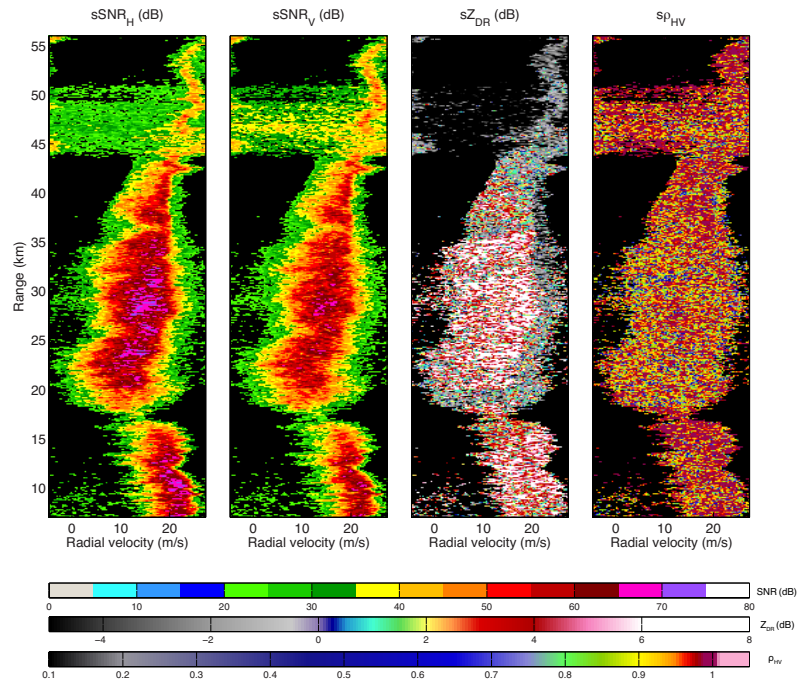 sSNR_H (dB) sSNR_V (dB) sZ_DR (dB) sρ_HV
55
50
45
40
35
30
25
20
15
10
Range (km)
0 10 20 0 10 20 0 10 20 0 10 20
Radial velocity (m/s) Radial velocity (m/s) Radial velocity (m/s) Radial velocity (m/s)
SNR (dB)
0 10 20 30 40 50 60 70 80
Z_DR (dB)
−4 −2 0 2 4 6 8
ρ_HV
0.1 0.2 0.3 0.4 0.5 0.6 0.7 0.8 0.9 1